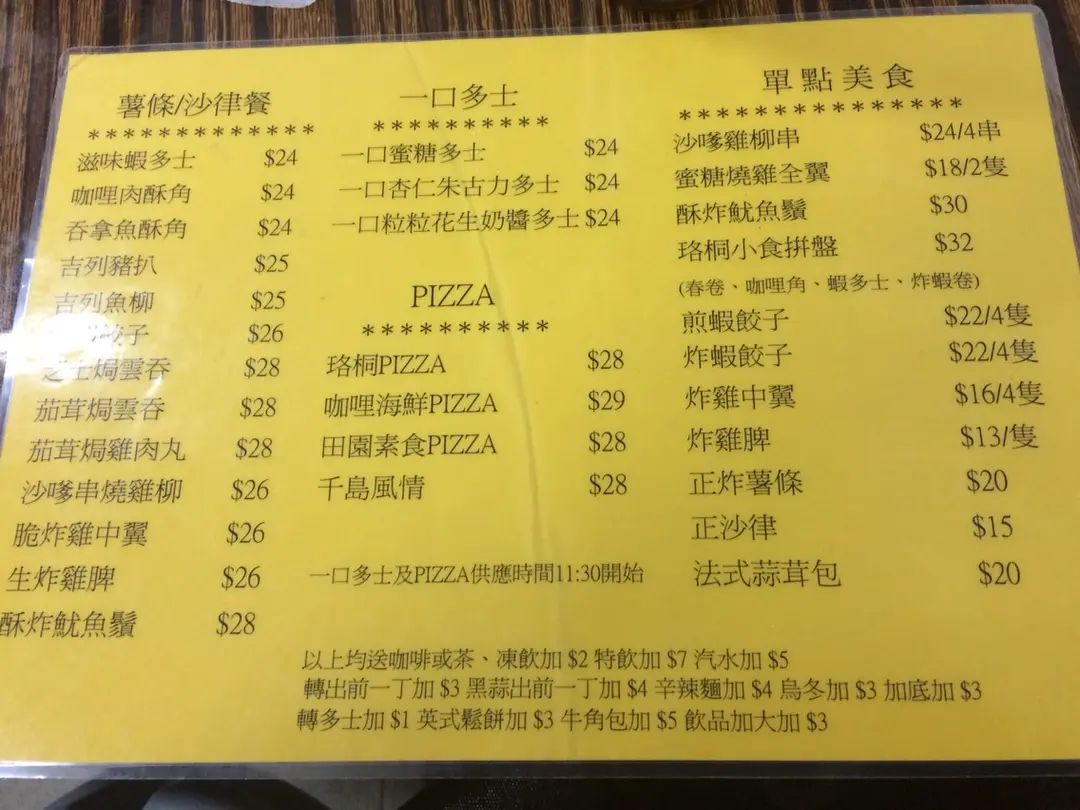 薯條/沙律餐
*************
滋味蝦多士 $24
咖哩肉酥角 $24
吞拿魚酥角 $24
吉列豬扒 $25
吉列魚柳 $25
餃子 $26
芝士焗雲吞 $28
茄茸焗雲吞 $28
茄茸焗雞肉丸 $28
沙嗲串燒雞柳 $26
脆炸雞中翼 $26
生炸雞脾 $26
酥炸魷魚鬚 $28
一口多士
**********
一口蜜糖多士 $24
一口杏仁朱古力多士 $24
一口粒粒花生奶醬多士 $24
PIZZA
**********
珞桐PIZZA $28
咖哩海鮮PIZZA $29
田園素食PIZZA $28
千島風情 $28
一口多士及PIZZA供應時間11:30開始
單點美食
***************
沙嗲雞柳串 $24/4串
蜜糖燒雞全翼 $18/2隻
酥炸魷魚鬚 $30
珞桐小食拼盤 $32
(春卷、咖哩角、蝦多士、炸蝦卷)
煎蝦餃子 $22/4隻
炸蝦餃子 $22/4隻
炸雞中翼 $16/4隻
炸雞脾 $13/隻
正炸薯條 $20
正沙律 $15
法式蒜茸包 $20
以上均送咖啡或茶、凍飲加 $2 特飲加 $7 汽水加 $5
轉出前一丁加 $3 黑蒜出前一丁加 $4 辛辣麵加 $4 烏冬加 $3 加底加 $3
轉多士加 $1 英式鬆餅加 $3 牛角包加 $5 飲品加大加 $3